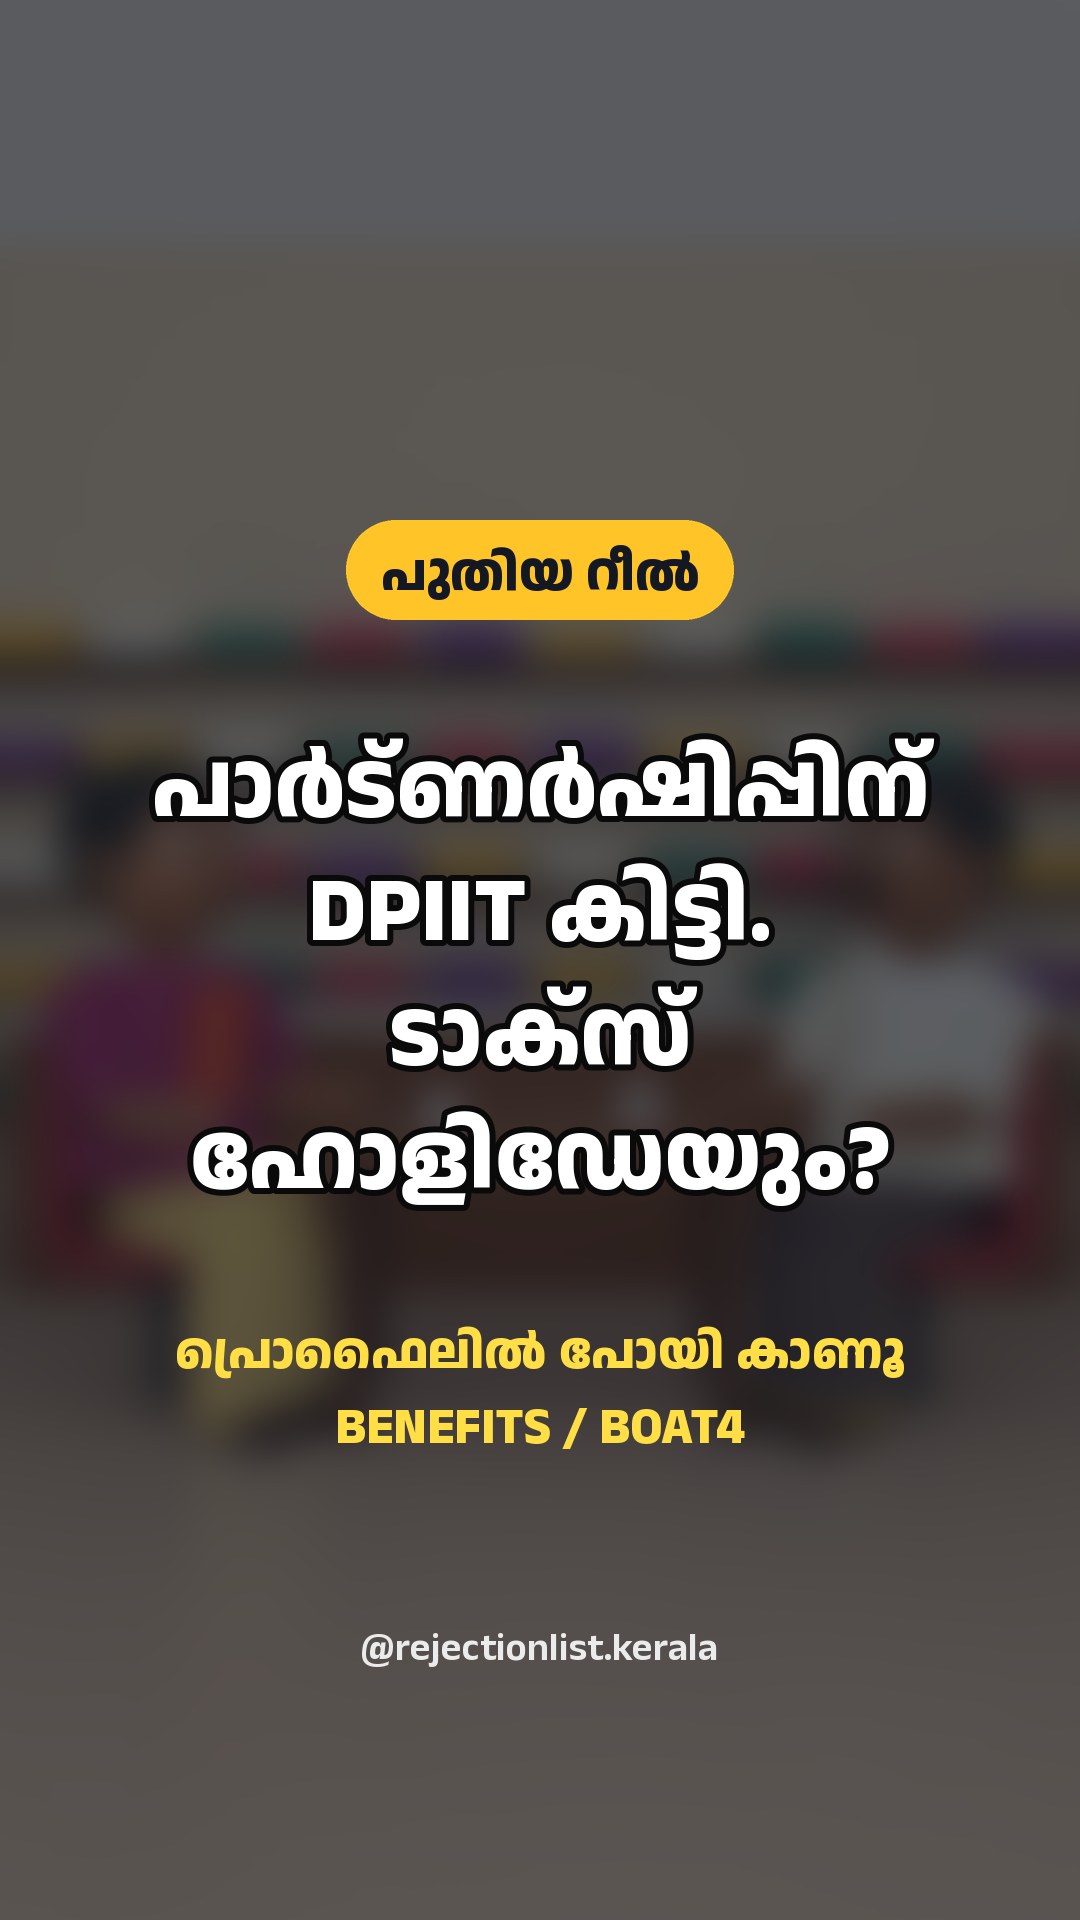 പുതിയ റീൽ
പാർട്ണർഷിപ്പിന്
DPIIT കിട്ടി.
ടാക്സ്
ഹോളിഡേയും?
പ്രൊഫൈലിൽ പോയി കാണൂ
BENEFITS / BOAT4
@rejectionlist.kerala